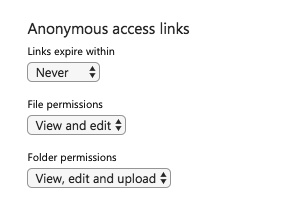 Anonymous access links
Links expire within
Never
File permissions
View and edit
Folder permissions
View, edit and upload